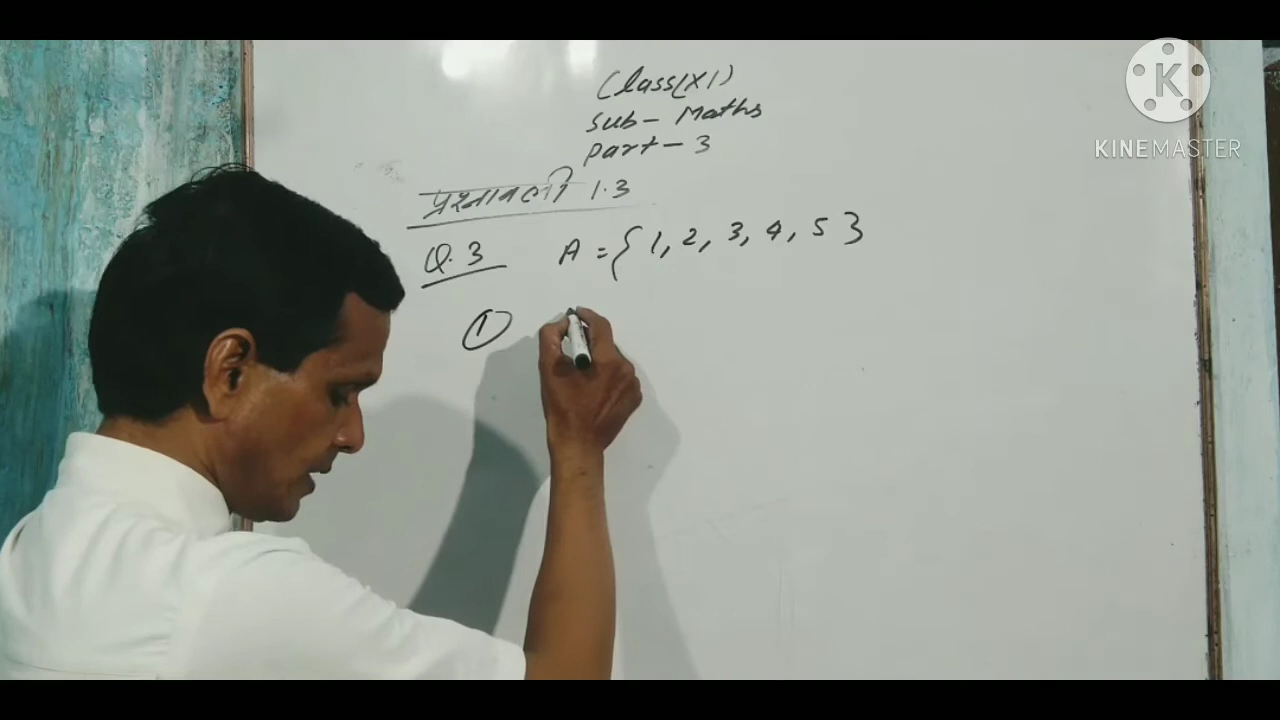 Class(XI)
Sub- Maths
Part- 3
प्रश्नावली 1.3
Q.3 A = { 1, 2, 3, 4, 5 }
①
K
KINEMASTER